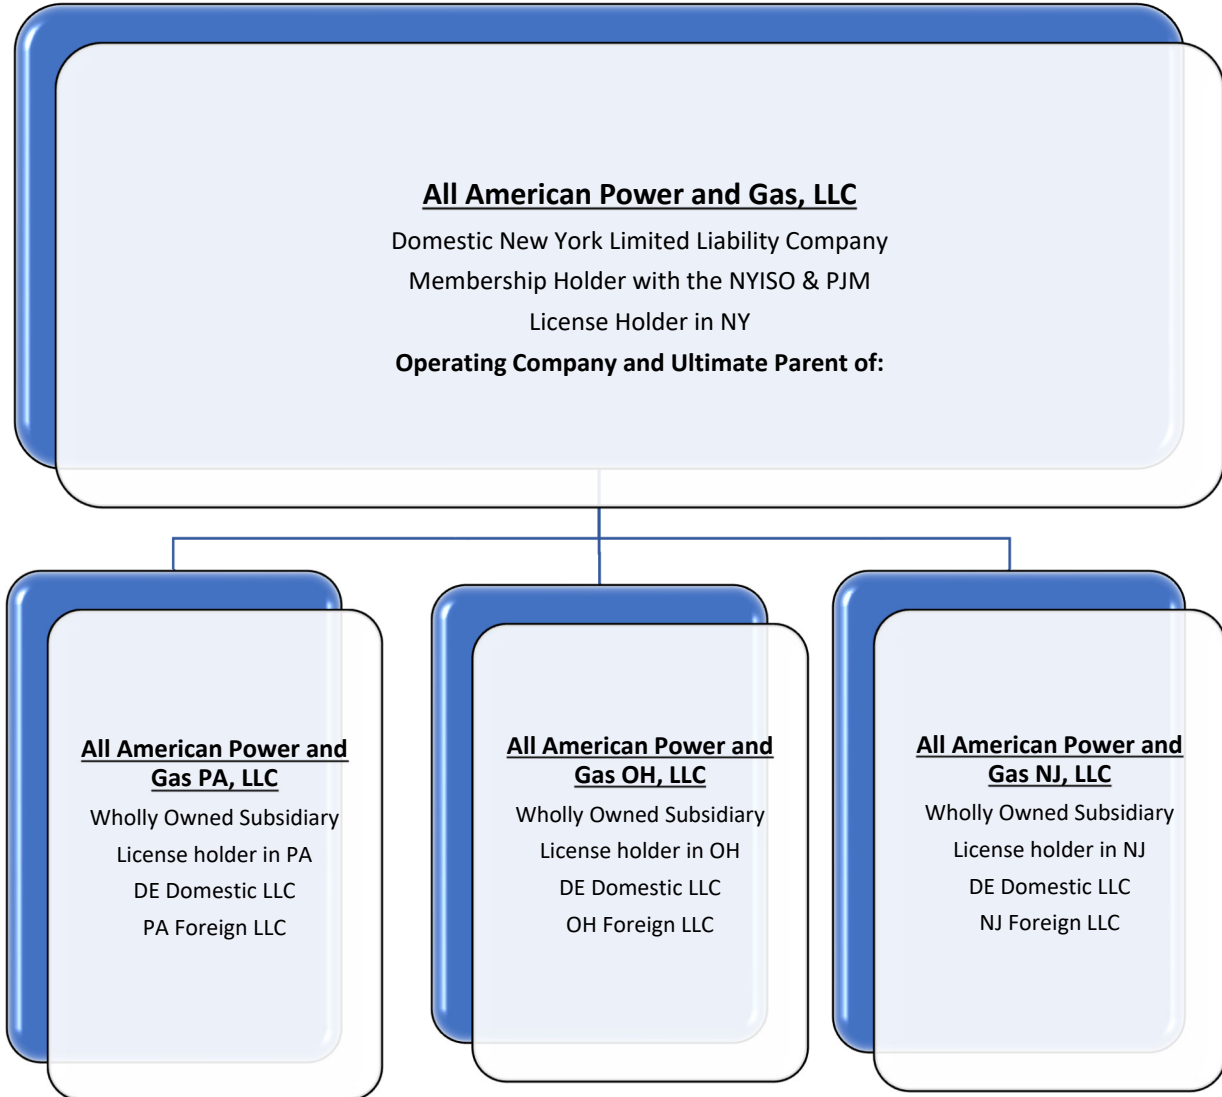 All American Power and Gas, LLC
Domestic New York Limited Liability Company
Membership Holder with the NYISO & PJM
License Holder in NY
Operating Company and Ultimate Parent of:
All American Power and
Gas PA, LLC
Wholly Owned Subsidiary
License holder in PA
DE Domestic LLC
PA Foreign LLC
All American Power and
Gas OH, LLC
Wholly Owned Subsidiary
License holder in OH
DE Domestic LLC
OH Foreign LLC
All American Power and
Gas NJ, LLC
Wholly Owned Subsidiary
License holder in NJ
DE Domestic LLC
NJ Foreign LLC